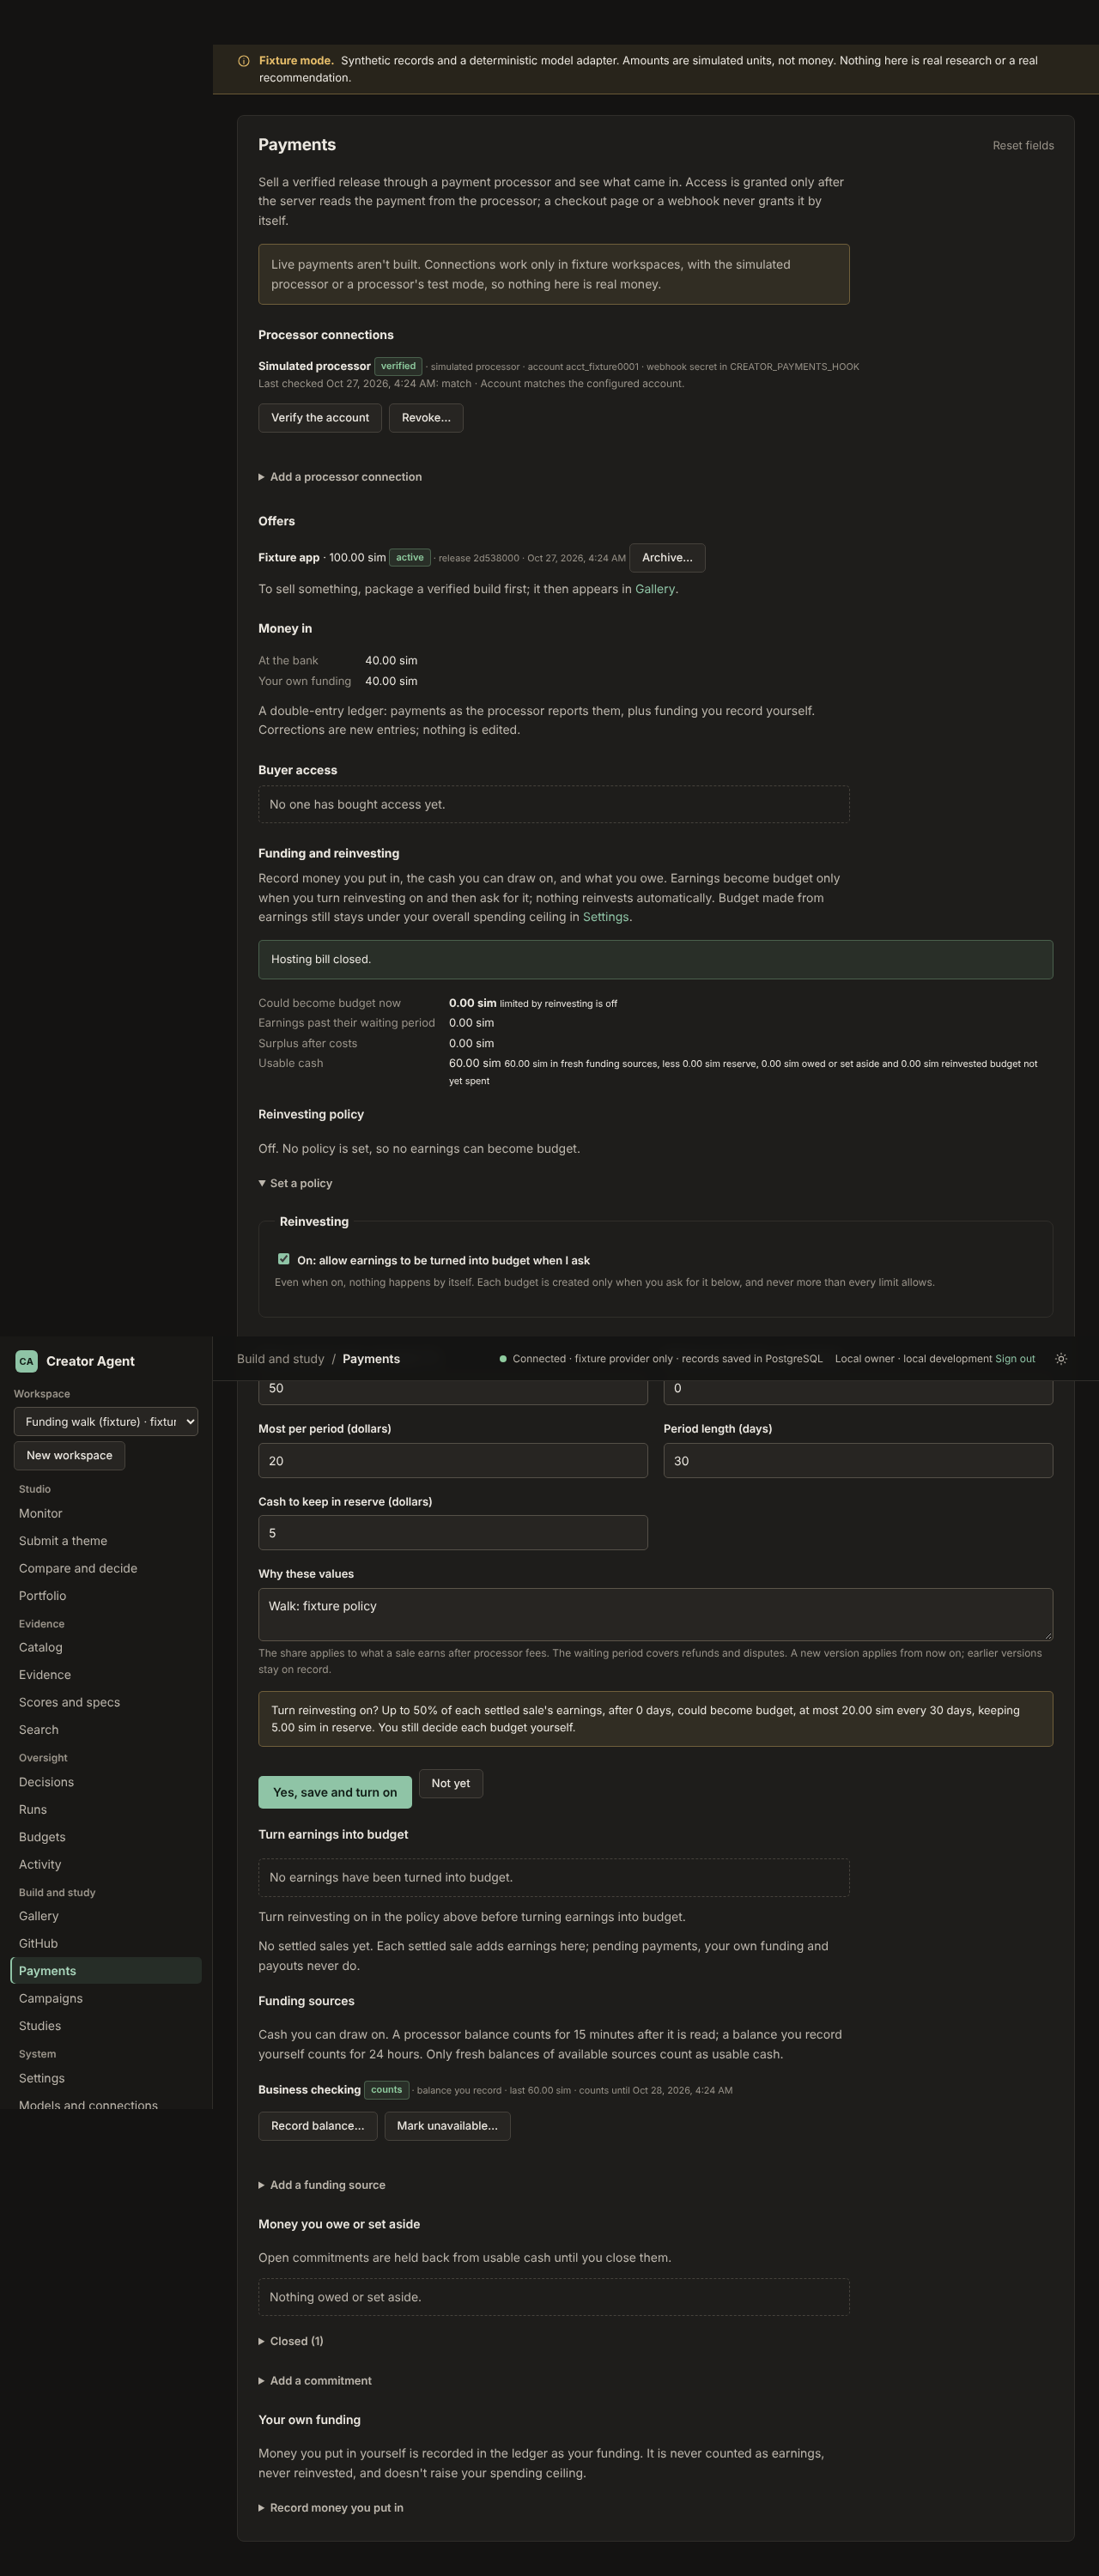 Fixture mode. Synthetic records and a deterministic model adapter. Amounts are simulated units, not money. Nothing here is real research or a real
recommendation.
Payments
Reset fields
Sell a verified release through a payment processor and see what came in. Access is granted only after
the server reads the payment from the processor; a checkout page or a webhook never grants it by
itself.
Live payments aren't built. Connections work only in fixture workspaces, with the simulated
processor or a processor's test mode, so nothing here is real money.
Processor connections
Simulated processor verified · simulated processor · account acct_fixture0001 · webhook secret in CREATOR_PAYMENTS_HOOK
Last checked Oct 27, 2026, 4:24 AM: match · Account matches the configured account.
Verify the account
Revoke...
Add a processor connection
Offers
Fixture app · 100.00 sim active · release 2d538000 · Oct 27, 2026, 4:24 AM Archive...
To sell something, package a verified build first; it then appears in Gallery.
Money in
At the bank 40.00 sim
Your own funding 40.00 sim
A double-entry ledger: payments as the processor reports them, plus funding you record yourself.
Corrections are new entries; nothing is edited.
Buyer access
No one has bought access yet.
Funding and reinvesting
Record money you put in, the cash you can draw on, and what you owe. Earnings become budget only
when you turn reinvesting on and then ask for it; nothing reinvests automatically. Budget made from
earnings still stays under your overall spending ceiling in Settings.
Hosting bill closed.
Could become budget now 0.00 sim limited by reinvesting is off
Earnings past their waiting period 0.00 sim
Surplus after costs 0.00 sim
Usable cash 60.00 sim 60.00 sim in fresh funding sources, less 0.00 sim reserve, 0.00 sim owed or set aside and 0.00 sim reinvested budget not
yet spent
Reinvesting policy
Off. No policy is set, so no earnings can become budget.
Set a policy
Reinvesting
On: allow earnings to be turned into budget when I ask
Even when on, nothing happens by itself. Each budget is created only when you ask for it below, and never more than every limit allows.
CA Creator Agent
Build and study / Payments
Connected · fixture provider only · records saved in PostgreSQL
Local owner · local development Sign out
Workspace
Funding walk (fixture) · fixtur
New workspace
Studio
Monitor
Submit a theme
Compare and decide
Portfolio
Evidence
Catalog
Evidence
Scores and specs
Search
Oversight
Decisions
Runs
Budgets
Activity
Build and study
Gallery
GitHub
Payments
Campaigns
Studies
System
Settings
Models and connections
50
0
Most per period (dollars)
Period length (days)
20
30
Cash to keep in reserve (dollars)
5
Why these values
Walk: fixture policy
The share applies to what a sale earns after processor fees. The waiting period covers refunds and disputes. A new version applies from now on; earlier versions
stay on record.
Turn reinvesting on? Up to 50% of each settled sale's earnings, after 0 days, could become budget, at most 20.00 sim every 30 days, keeping
5.00 sim in reserve. You still decide each budget yourself.
Yes, save and turn on
Not yet
Turn earnings into budget
No earnings have been turned into budget.
Turn reinvesting on in the policy above before turning earnings into budget.
No settled sales yet. Each settled sale adds earnings here; pending payments, your own funding and
payouts never do.
Funding sources
Cash you can draw on. A processor balance counts for 15 minutes after it is read; a balance you record
yourself counts for 24 hours. Only fresh balances of available sources count as usable cash.
Business checking counts · balance you record · last 60.00 sim · counts until Oct 28, 2026, 4:24 AM
Record balance...
Mark unavailable...
Add a funding source
Money you owe or set aside
Open commitments are held back from usable cash until you close them.
Nothing owed or set aside.
Closed (1)
Add a commitment
Your own funding
Money you put in yourself is recorded in the ledger as your funding. It is never counted as earnings,
never reinvested, and doesn't raise your spending ceiling.
Record money you put in